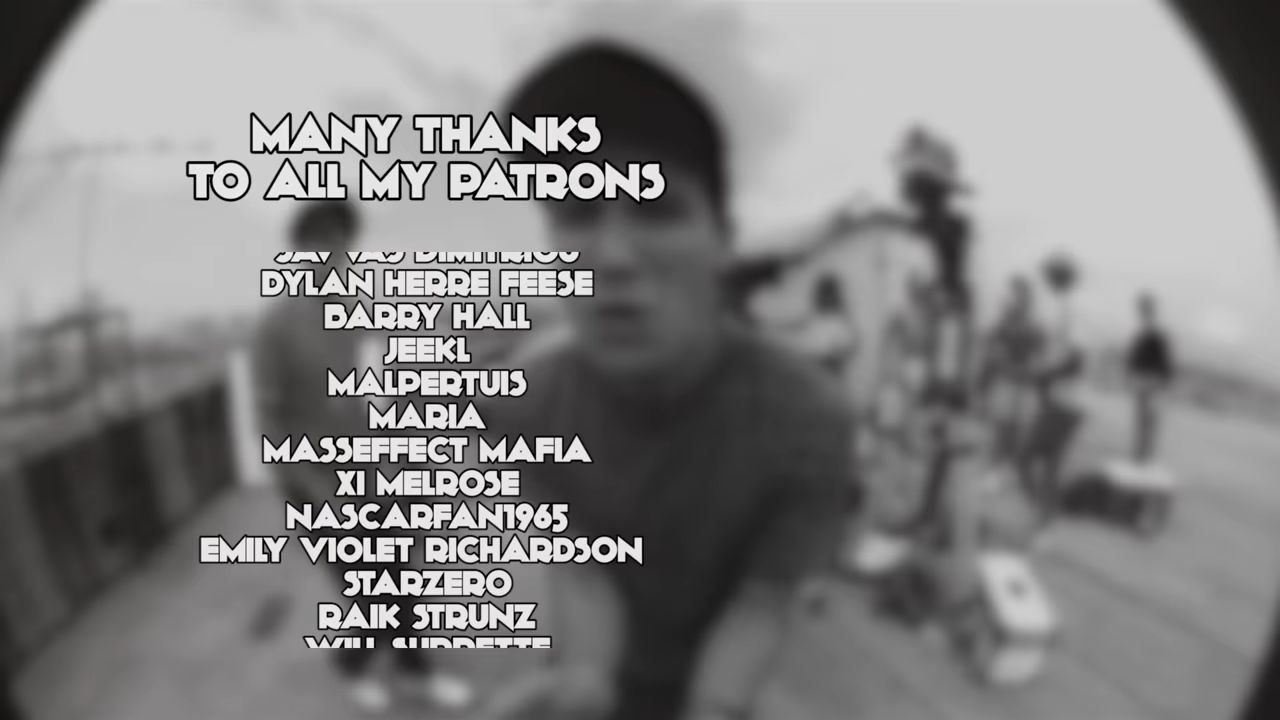 MANY THANKS
TO ALL MY PATRONS
DYLAN HERRE FEESE
BARRY HALL
JEEKL
MALPERTUIS
MARIA
MASSEFFECT MAFIA
XI MELROSE
NASCARFAN1965
EMILY VIOLET RICHARDSON
STARZERO
RAIK STRUNZ